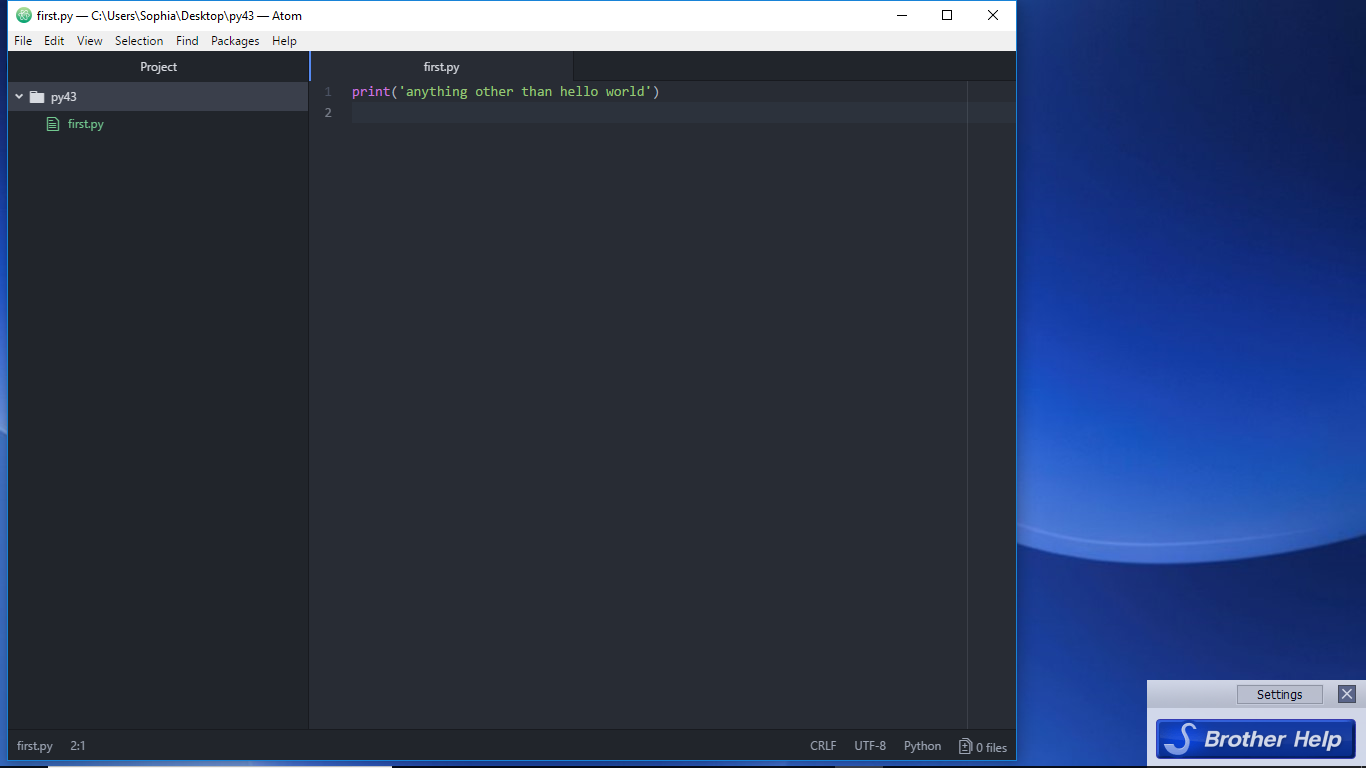 first.py — C:\Users\Sophia\Desktop\py43 — Atom
File Edit View Selection Find Packages Help
Project
first.py
py43
first.py
1 print('anything other than hello world')
2
first.py 2:1
CRLF UTF-8 Python 0 files
Settings
Brother Help